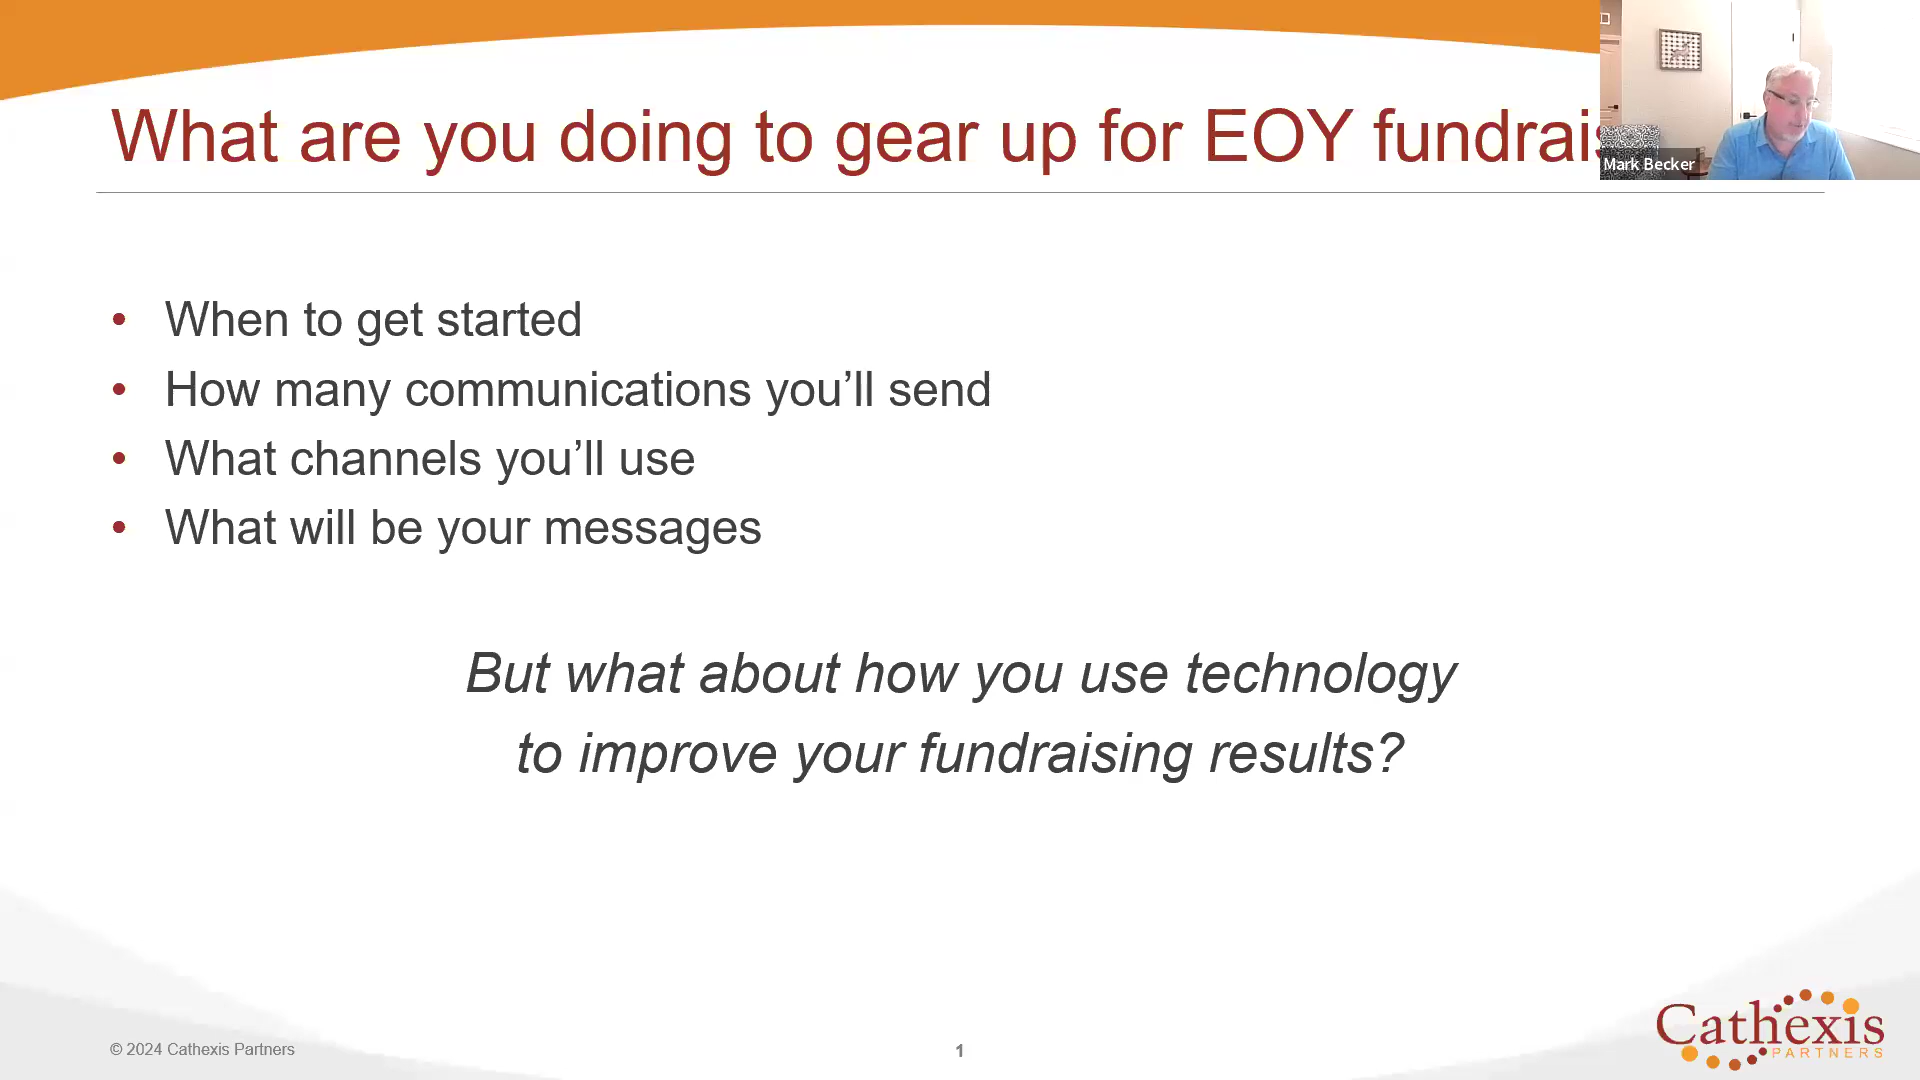 What are you doing to gear up for EOY fundrais
Mark Becker
• When to get started
• How many communications you’ll send
• What channels you’ll use
• What will be your messages
But what about how you use technology
to improve your fundraising results?
© 2024 Cathexis Partners
1
Cathexis
PARTNERS